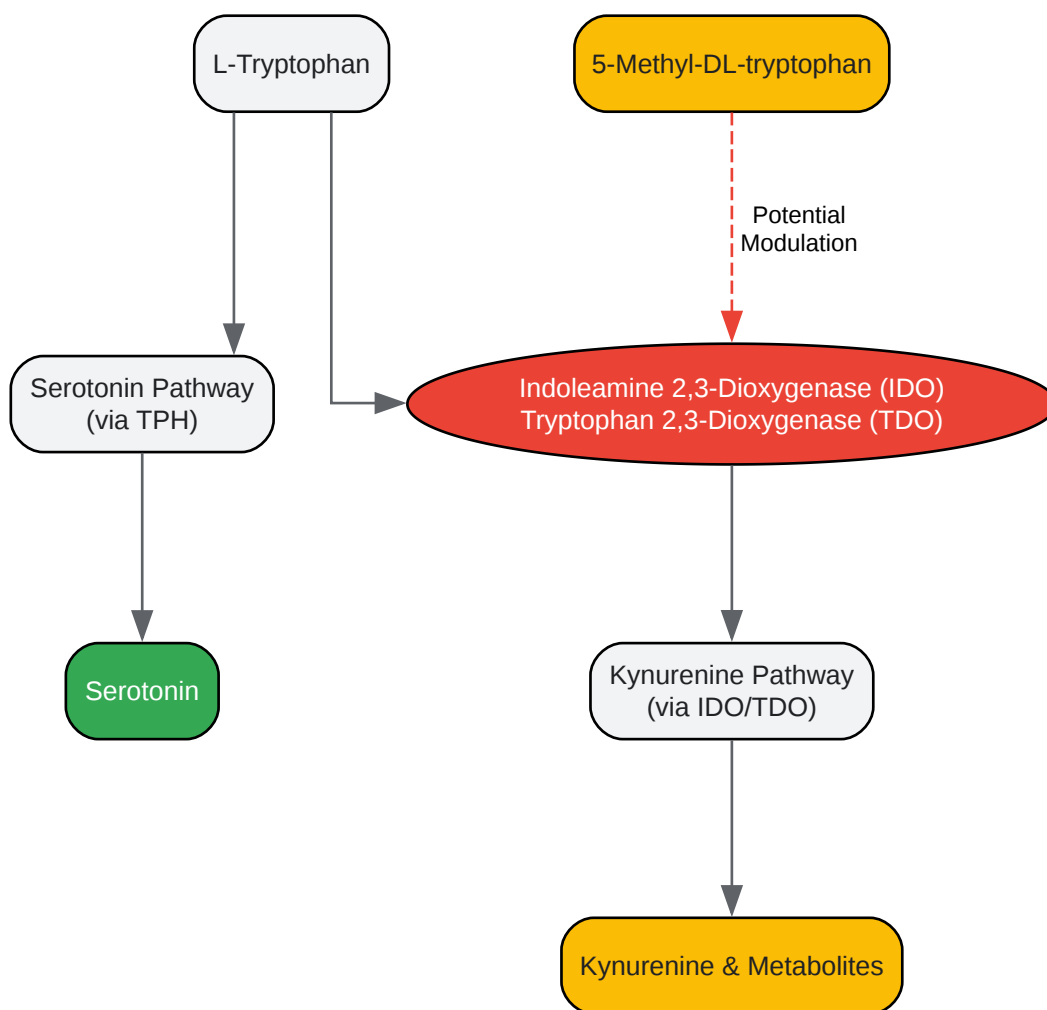 L-Tryptophan
5-Methyl-DL-tryptophan
Potential
Modulation
Serotonin Pathway
(via TPH)
Indoleamine 2,3-Dioxygenase (IDO)
Tryptophan 2,3-Dioxygenase (TDO)
Serotonin
Kynurenine Pathway
(via IDO/TDO)
Kynurenine & Metabolites